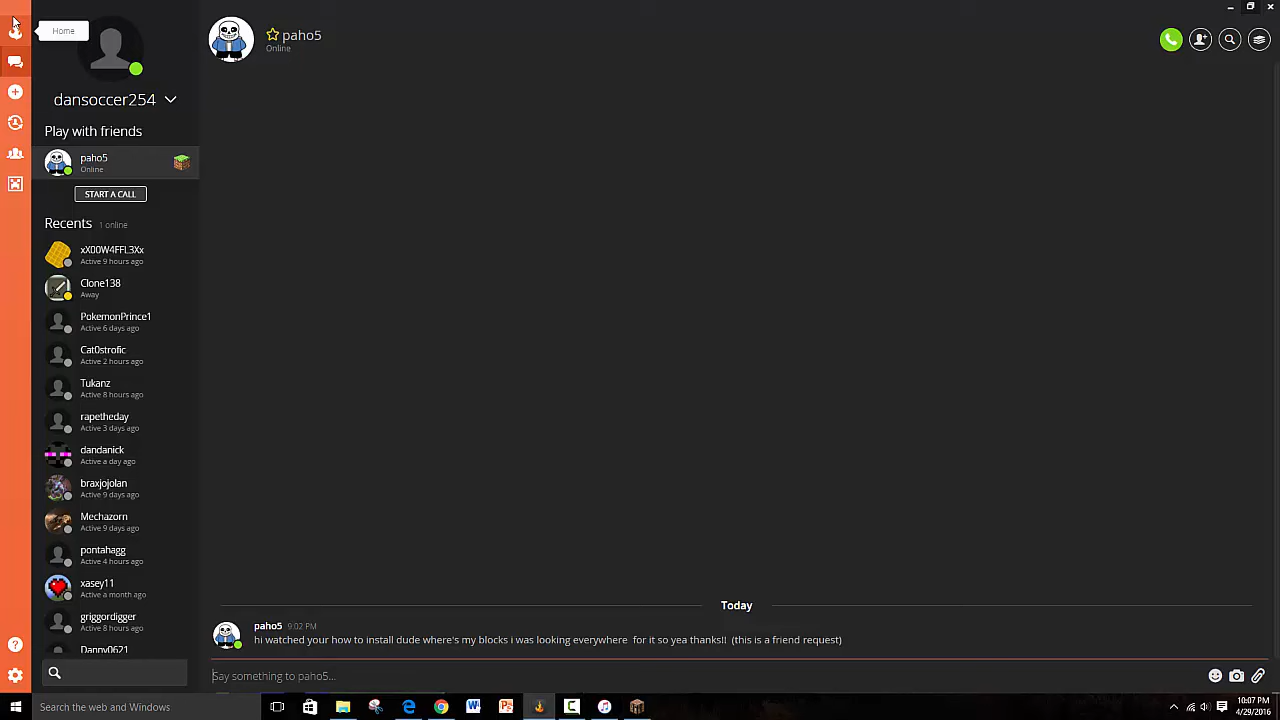 Home
dansoccer254
Play with friends
paho5
Online
START A CALL
Recents 1 online
xX00W4FFL3Xx
Active 9 hours ago
Clone138
Away
PokemonPrince1
Active 6 days ago
Cat0strofic
Active 2 hours ago
Tukanz
Active 8 hours ago
rapetheday
Active 3 days ago
dandanick
Active a day ago
braxjojolan
Active 9 days ago
Mechazorn
Active 9 days ago
pontahagg
Active 4 hours ago
xasey11
Active a month ago
griggordigger
Active 8 hours ago
Danny0621
paho5
Online
Today
paho5 9:02 PM
hi watched your how to install dude where's my blocks i was looking everywhere for it so yea thanks!! (this is a friend request)
Say something to paho5...
Search the web and Windows
10:07 PM
4/29/2016